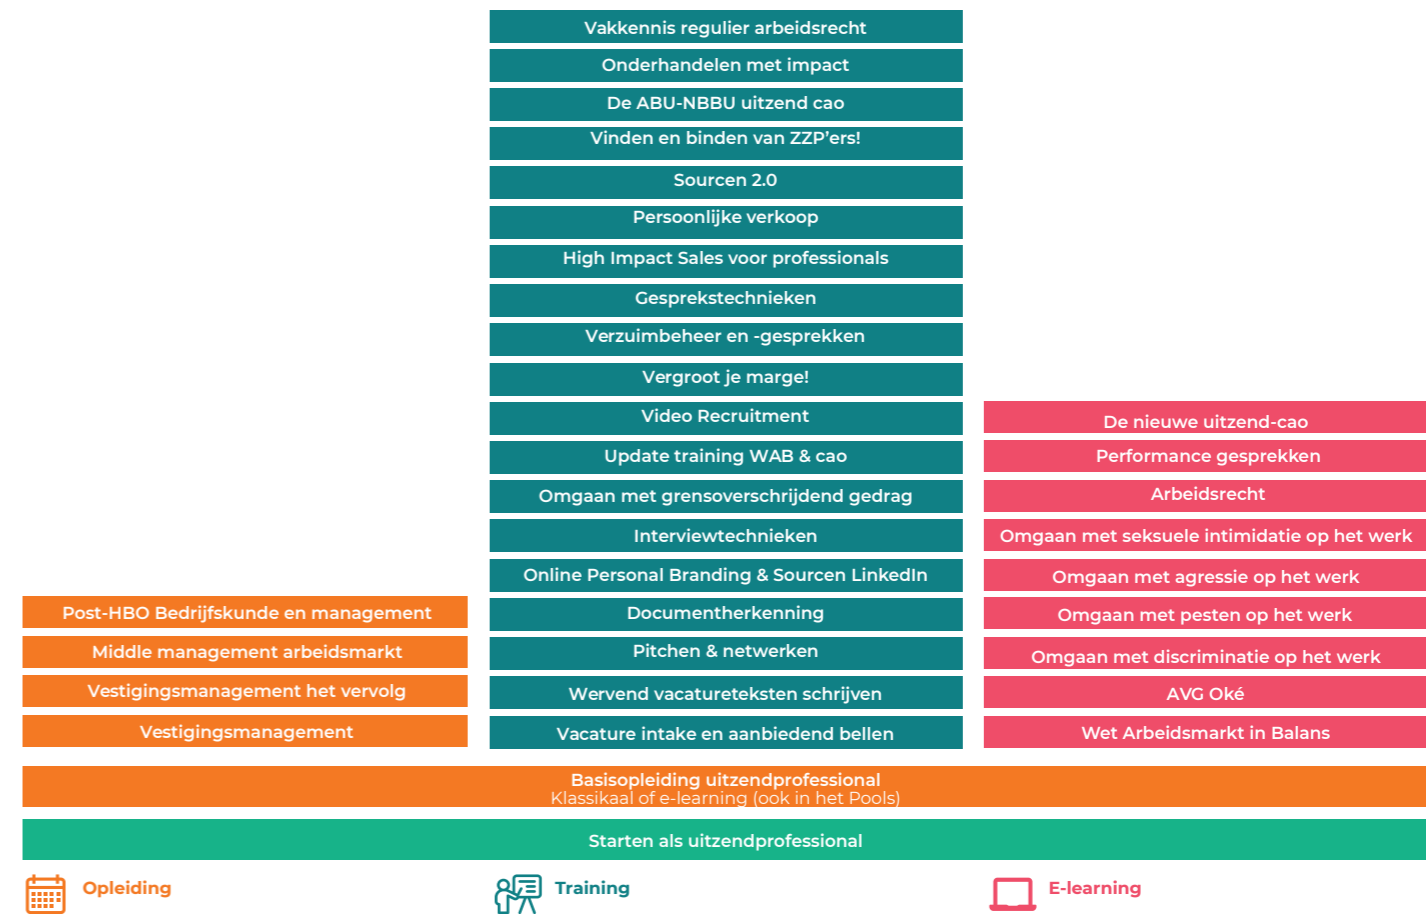 Vakkennis regulier arbeidsrecht
Onderhandelen met impact
De ABU-NBBU uitzend cao
Vinden en binden van ZZP’ers!
Sourcen 2.0
Persoonlijke verkoop
High Impact Sales voor professionals
Gesprekstechnieken
Verzuimbeheer en -gesprekken
Vergroot je marge!
Video Recruitment
Update training WAB & cao
Omgaan met grensoverschrijdend gedrag
Interviewtechnieken
Online Personal Branding & Sourcen LinkedIn
Documentherkenning
Pitchen & netwerken
Wervend vacatureteksten schrijven
Vacature intake en aanbiedend bellen
De nieuwe uitzend-cao
Performance gesprekken
Arbeidsrecht
Omgaan met seksuele intimidatie op het werk
Omgaan met agressie op het werk
Omgaan met pesten op het werk
Omgaan met discriminatie op het werk
AVG Oké
Wet Arbeidsmarkt in Balans
Post-HBO Bedrijfskunde en management
Middle management arbeidsmarkt
Vestigingsmanagement het vervolg
Vestigingsmanagement
Basisopleiding uitzendprofessional
Klassikaal of e-learning (ook in het Pools)
Starten als uitzendprofessional
Opleiding
Training
E-learning